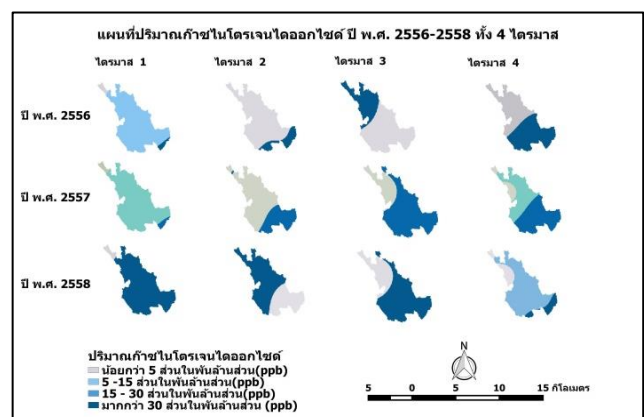 แผนที่ปริมาณก๊าซไนโตรเจนไดออกไซด์ ปี พ.ศ. 2556-2558 ทั้ง 4 ไตรมาส
ไตรมาส 1 ไตรมาส 2 ไตรมาส 3 ไตรมาส 4
ปี พ.ศ. 2556
ปี พ.ศ. 2557
ปี พ.ศ. 2558
ปริมาณก๊าซไนโตรเจนไดออกไซด์
น้อยกว่า 5 ส่วนในพันล้านส่วน(ppb)
5 -15 ส่วนในพันล้านส่วน(ppb)
15 - 30 ส่วนในพันล้านส่วน(ppb)
มากกว่า 30 ส่วนในพันล้านส่วน (ppb)
N
5 0 5 10 15 กิโลเมตร